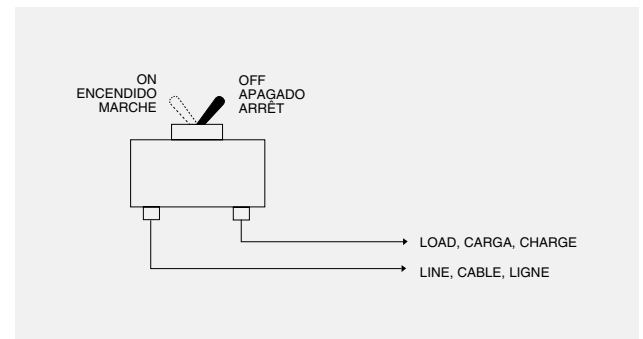 ON
ENCENDIDO
MARCHE
OFF
APAGADO
ARRÊT
LOAD, CARGA, CHARGE
LINE, CABLE, LIGNE